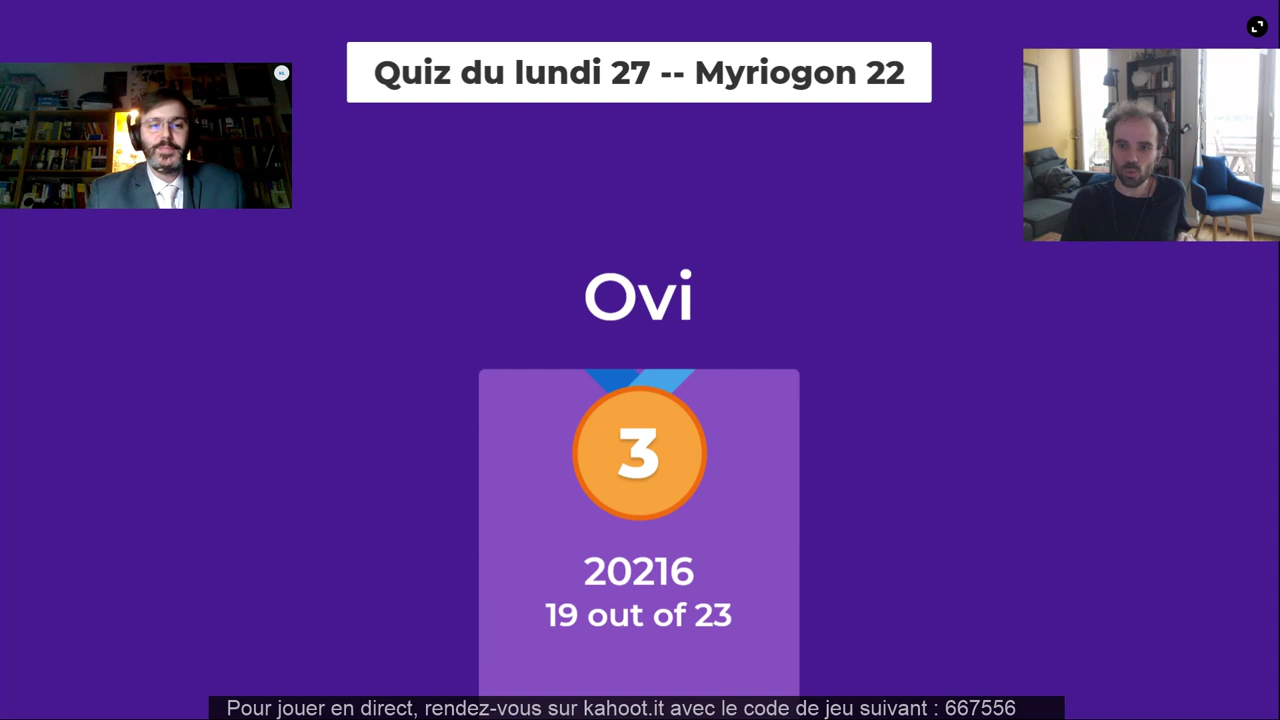 Quiz du lundi 27 -- Myriogon 22
Ovi
3
20216
19 out of 23
Pour jouer en direct, rendez-vous sur kahoot.it avec le code de jeu suivant : 667556